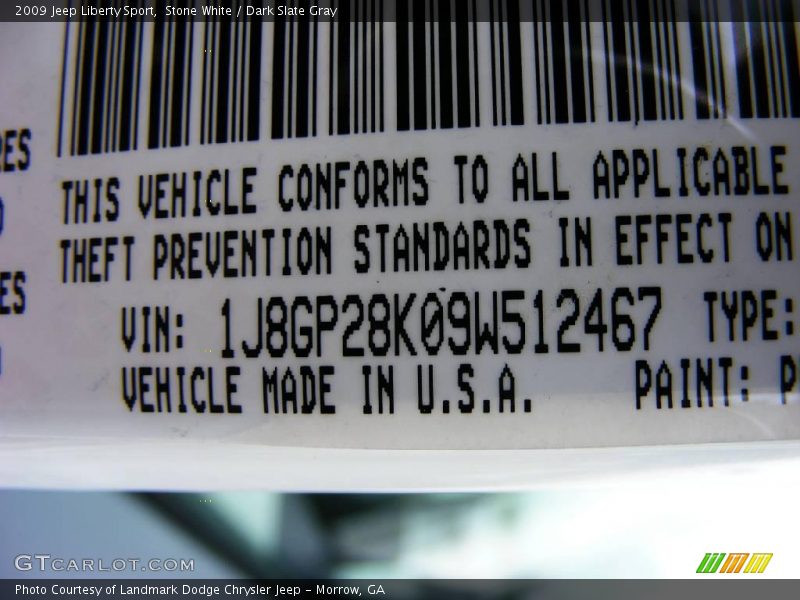 2009 Jeep Liberty Sport, Stone White / Dark Slate Gray
RES
THIS VEHICLE CONFORMS TO ALL APPLICABLE
THEFT PREVENTION STANDARDS IN EFFECT ON
ES
VIN: 1J8GP28K09W512467 TYPE:
VEHICLE MADE IN U.S.A. PAINT: P
GTCARLOT.COM
Photo Courtesy of Landmark Dodge Chrysler Jeep - Morrow, GA